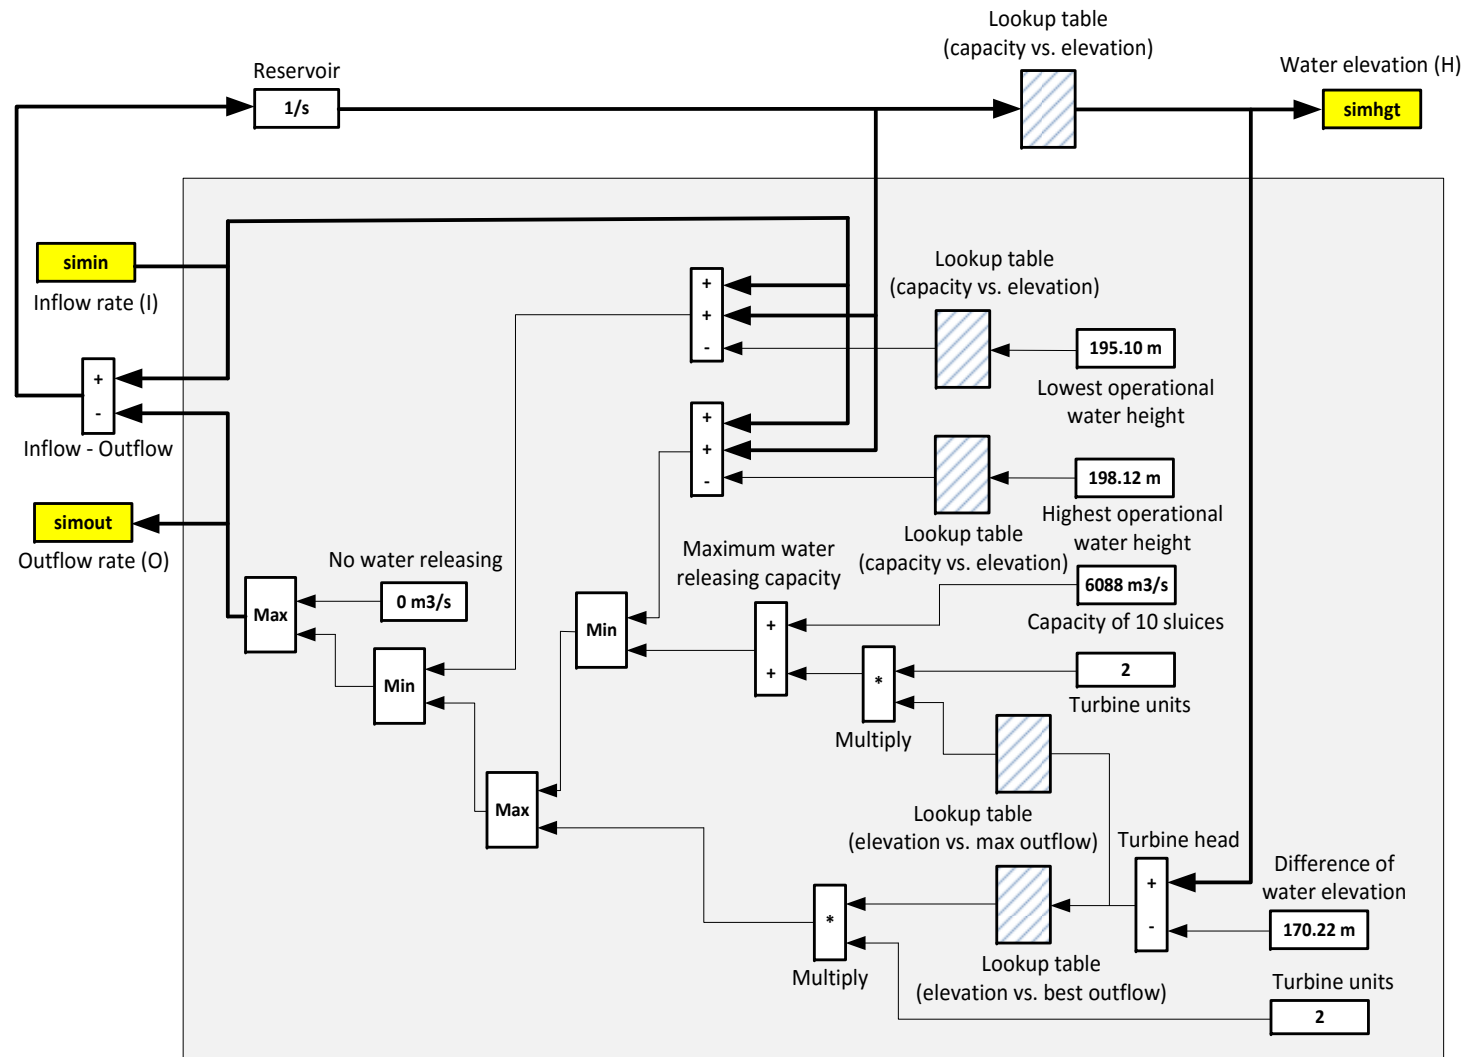 Lookup table
(capacity vs. elevation)
Reservoir
1/s
Water elevation (H)
simhgt
simin
Inflow rate (I)
+
+
-
Lookup table
(capacity vs. elevation)
195.10 m
Lowest operational
water height
+
-
Inflow - Outflow
+
+
-
198.12 m
Highest operational
water height
Lookup table
(capacity vs. elevation)
simout
Outflow rate (O)
No water releasing
0 m3/s
Max
Min
Maximum water
releasing capacity
Min
+
+
6088 m3/s
Capacity of 10 sluices
*
Multiply
2
Turbine units
Max
Lookup table
(elevation vs. max outflow)
Turbine head
+
-
Difference of
water elevation
170.22 m
*
Multiply
Lookup table
(elevation vs. best outflow)
Turbine units
2